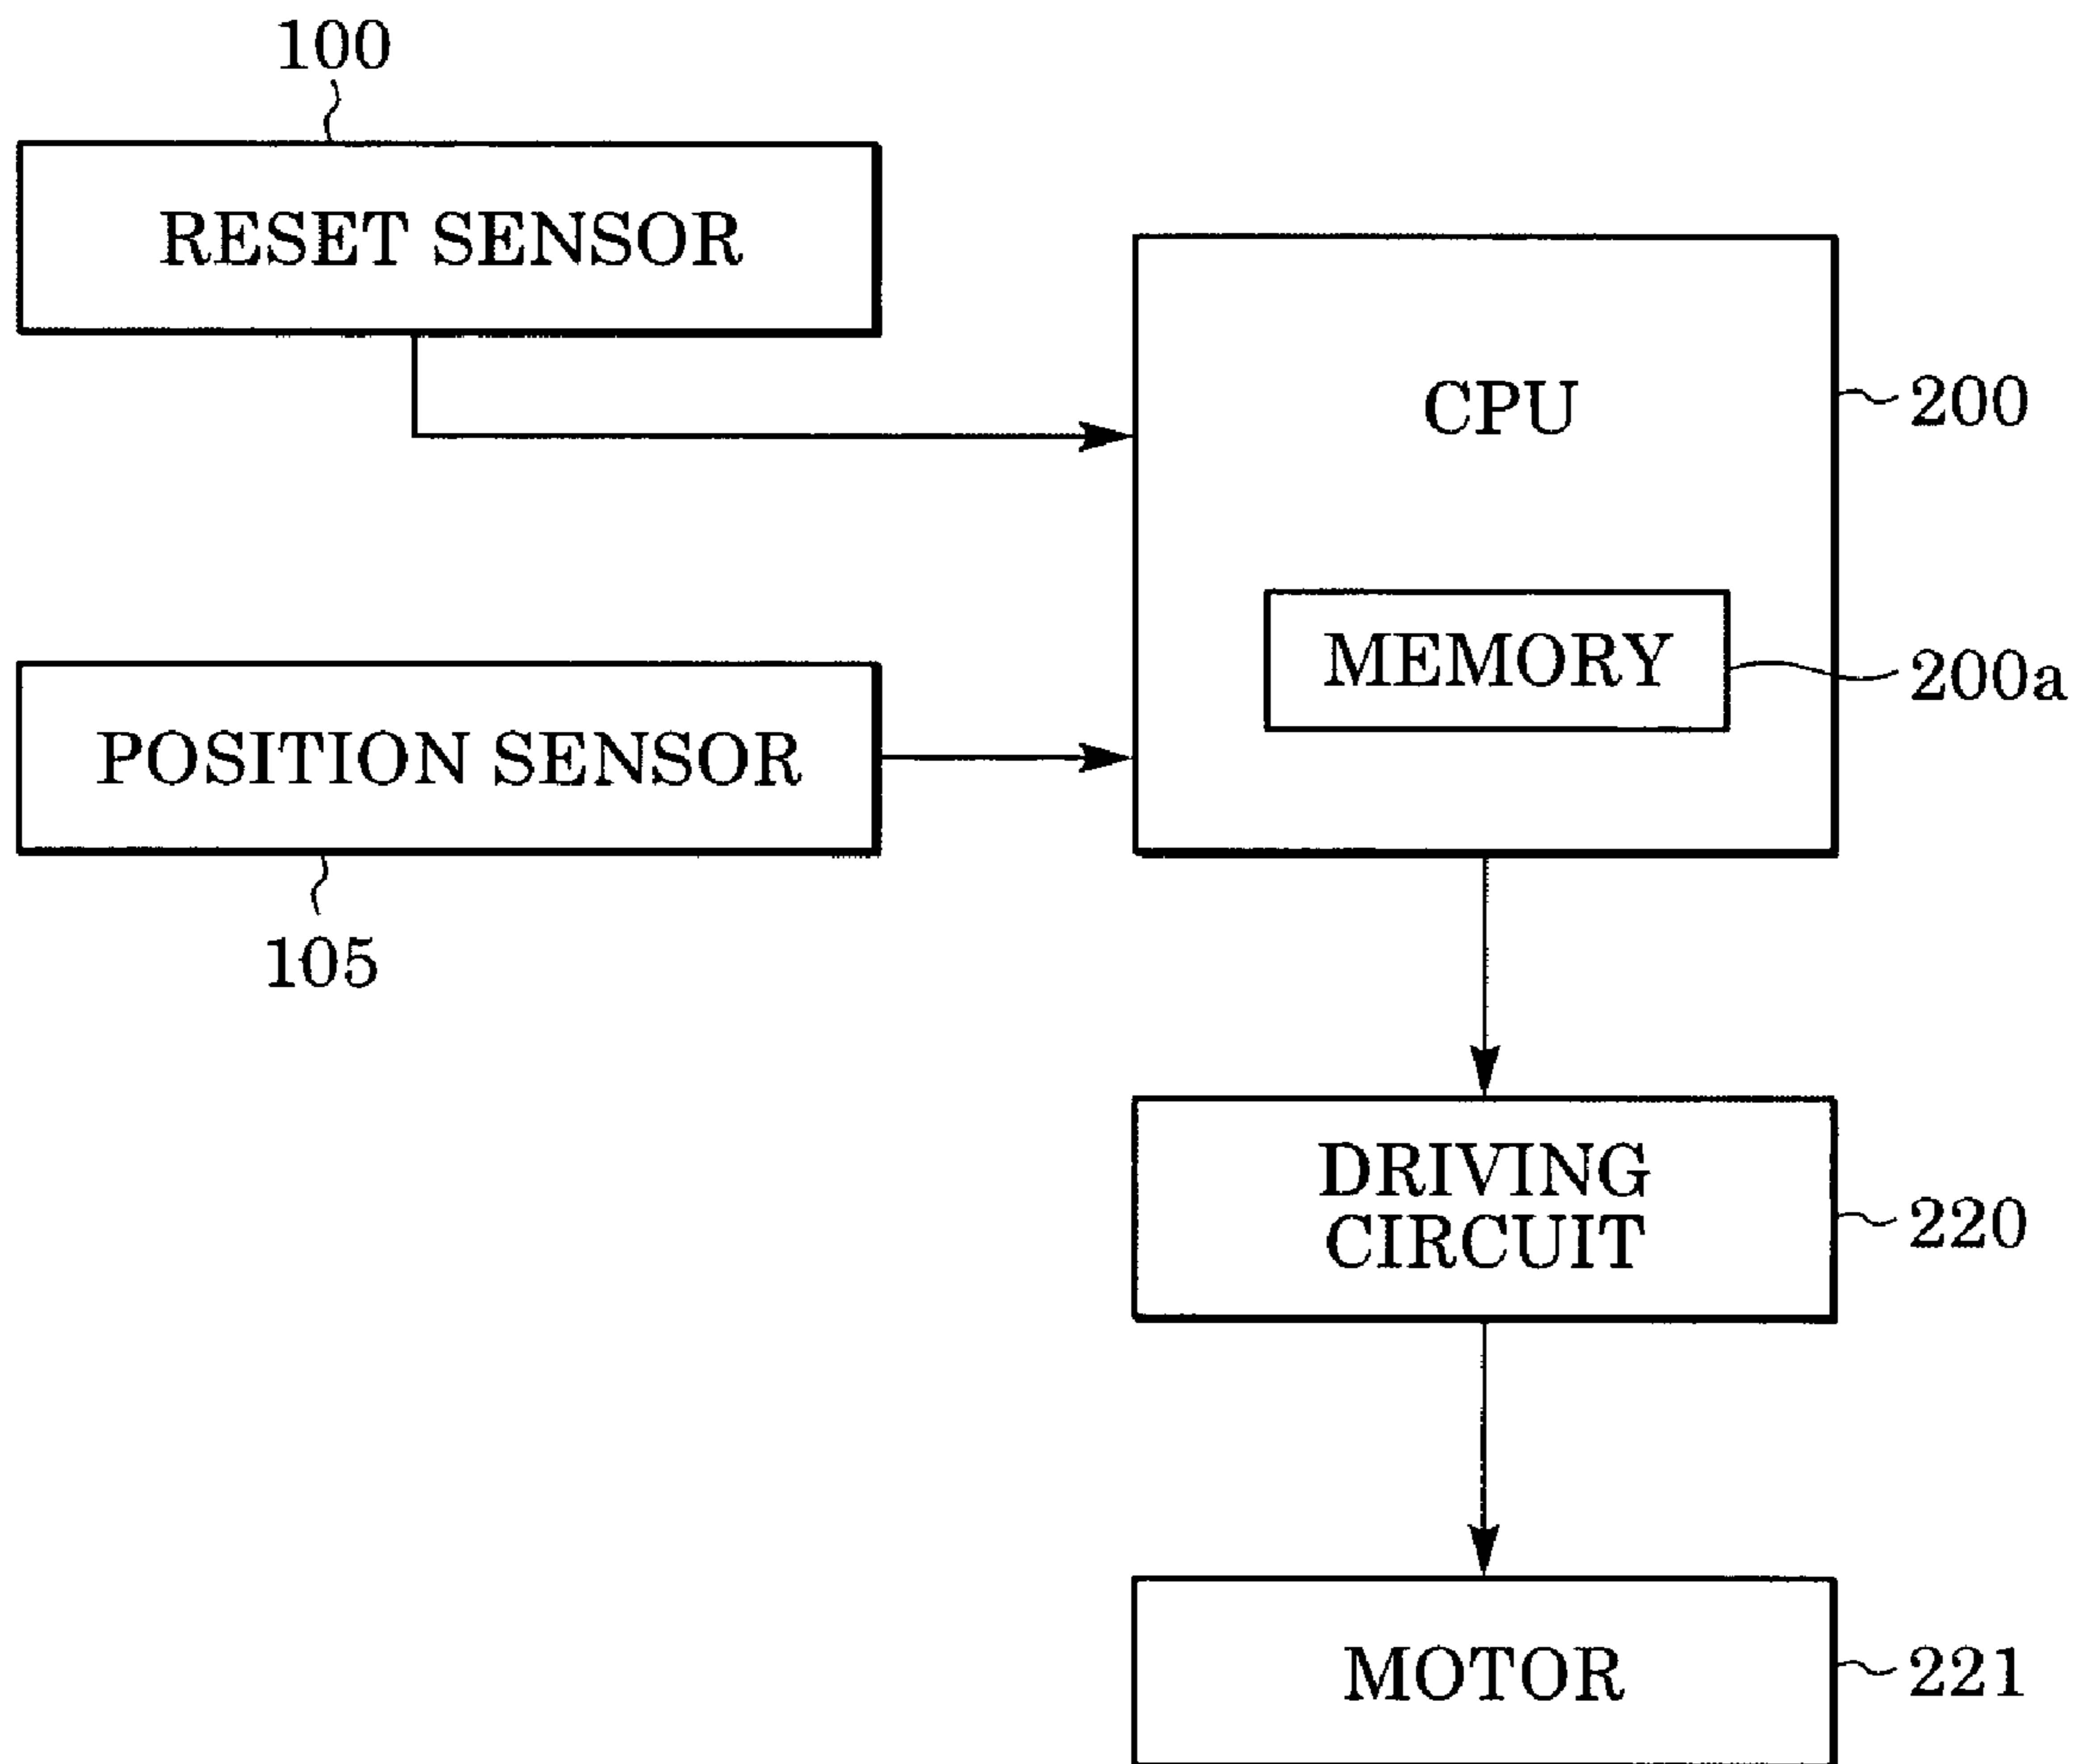 100
RESET SENSOR
CPU
200
MEMORY
200a
POSITION SENSOR
105
DRIVING
CIRCUIT
220
MOTOR
221